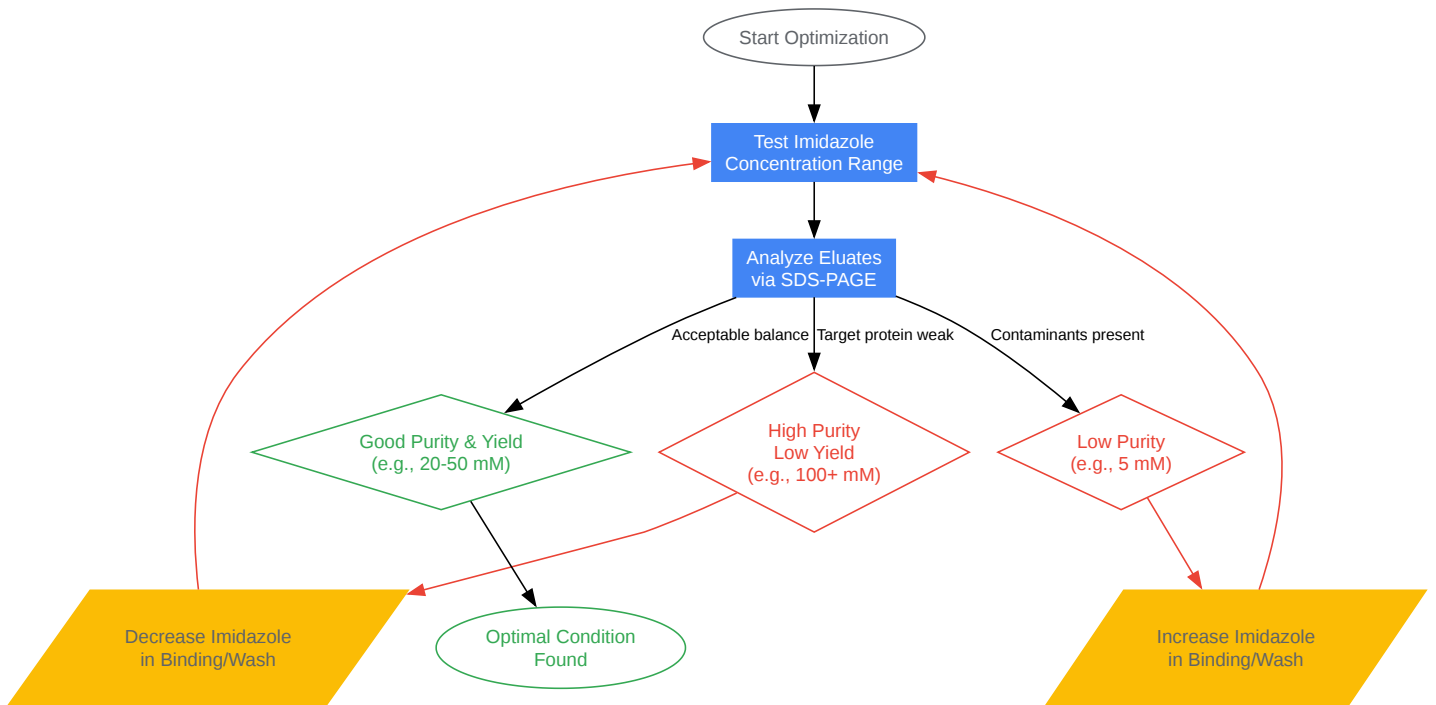 Start Optimization
Test Imidazole
Concentration Range
Analyze Eluates
via SDS-PAGE
Acceptable balance
Target protein weak
Contaminants present
Good Purity & Yield
(e.g., 20-50 mM)
High Purity
Low Yield
(e.g., 100+ mM)
Low Purity
(e.g., 5 mM)
Decrease Imidazole
in Binding/Wash
Optimal Condition
Found
Increase Imidazole
in Binding/Wash